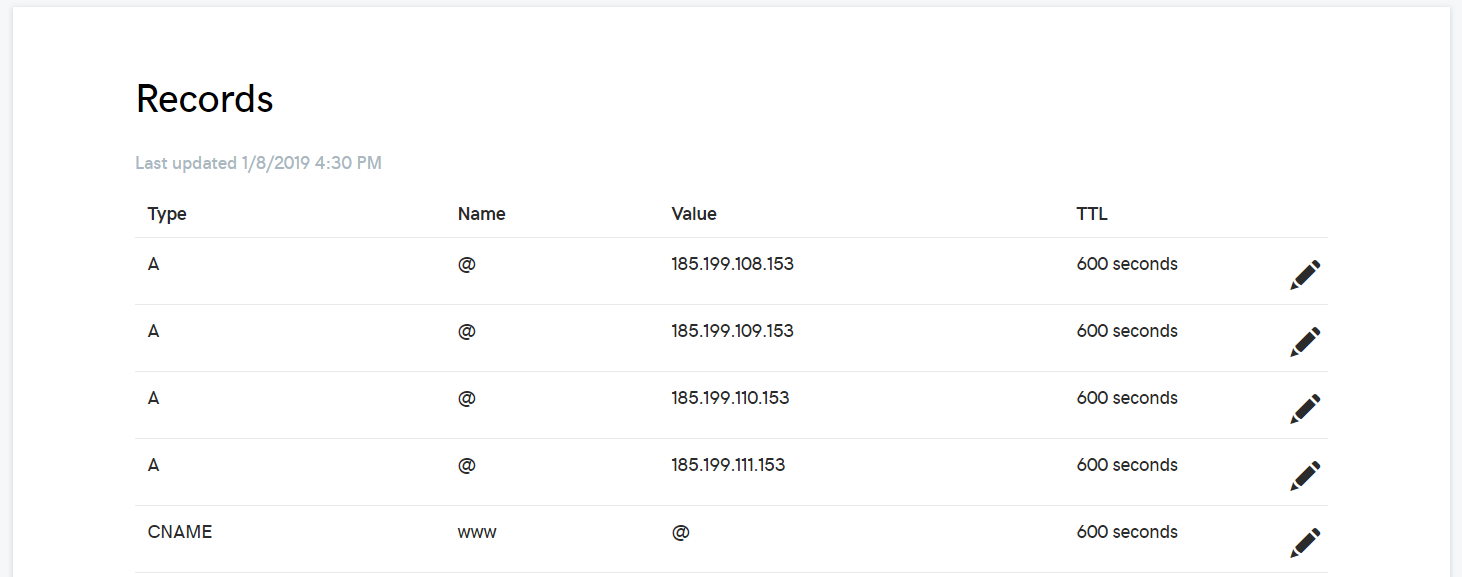 Records
Last updated 1/8/2019 4:30 PM
Type Name Value TTL
A @ 185.199.108.153 600 seconds
A @ 185.199.109.153 600 seconds
A @ 185.199.110.153 600 seconds
A @ 185.199.111.153 600 seconds
CNAME www @ 600 seconds